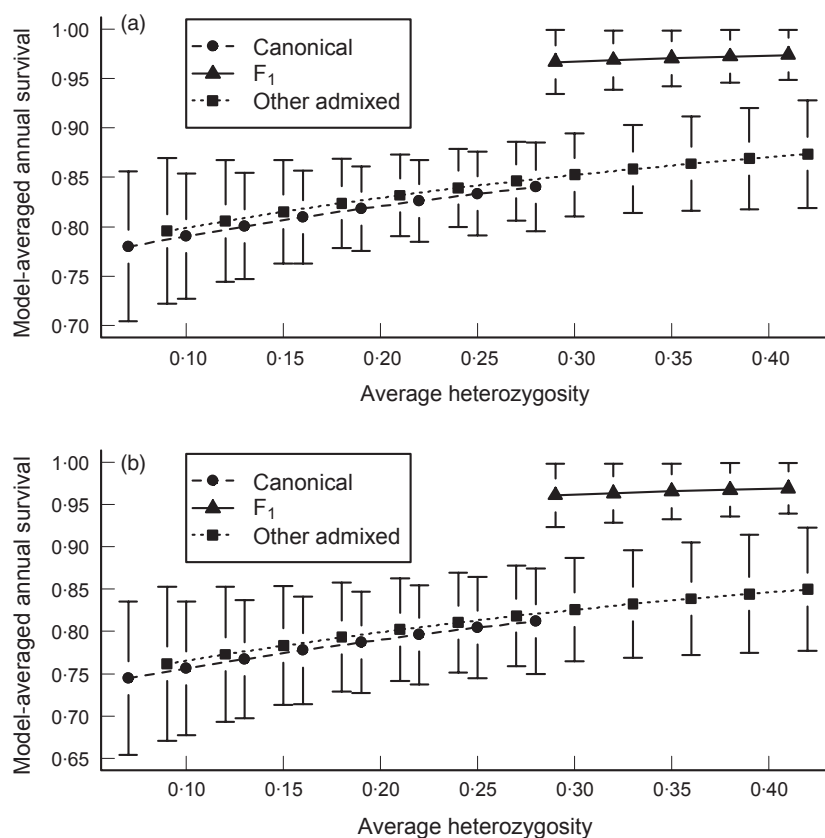 (a)
Canonical
F₁
Other admixed
Model-averaged annual survival
1·00
0·95
0·90
0·85
0·80
0·75
0·70
0·10 0·15 0·20 0·25 0·30 0·35 0·40
Average heterozygosity
(b)
Canonical
F₁
Other admixed
Model-averaged annual survival
1·00
0·95
0·90
0·85
0·80
0·75
0·70
0·65
0·10 0·15 0·20 0·25 0·30 0·35 0·40
Average heterozygosity